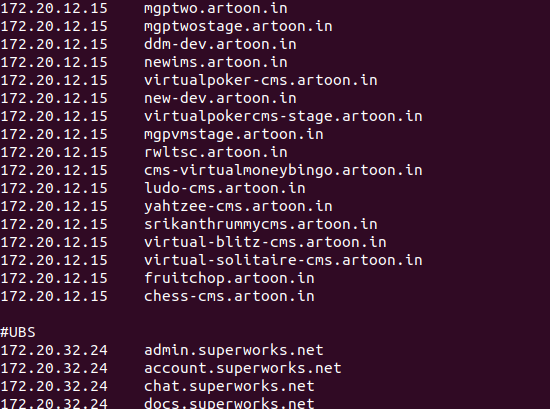 172.20.12.15    mgptwo.artoon.in
172.20.12.15    mgptwostage.artoon.in
172.20.12.15    ddm-dev.artoon.in
172.20.12.15    newims.artoon.in
172.20.12.15    virtualpoker-cms.artoon.in
172.20.12.15    new-dev.artoon.in
172.20.12.15    virtualpokercms-stage.artoon.in
172.20.12.15    mgpvmstage.artoon.in
172.20.12.15    rwltsc.artoon.in
172.20.12.15    cms-virtualmoneybingo.artoon.in
172.20.12.15    ludo-cms.artoon.in
172.20.12.15    yahtzee-cms.artoon.in
172.20.12.15    srikanthrummycms.artoon.in
172.20.12.15    virtual-blitz-cms.artoon.in
172.20.12.15    virtual-solitaire-cms.artoon.in
172.20.12.15    fruitchop.artoon.in
172.20.12.15    chess-cms.artoon.in
#UBS
172.20.32.24    admin.superworks.net
172.20.32.24    account.superworks.net
172.20.32.24    chat.superworks.net
172.20.32.24    docs.superworks.net